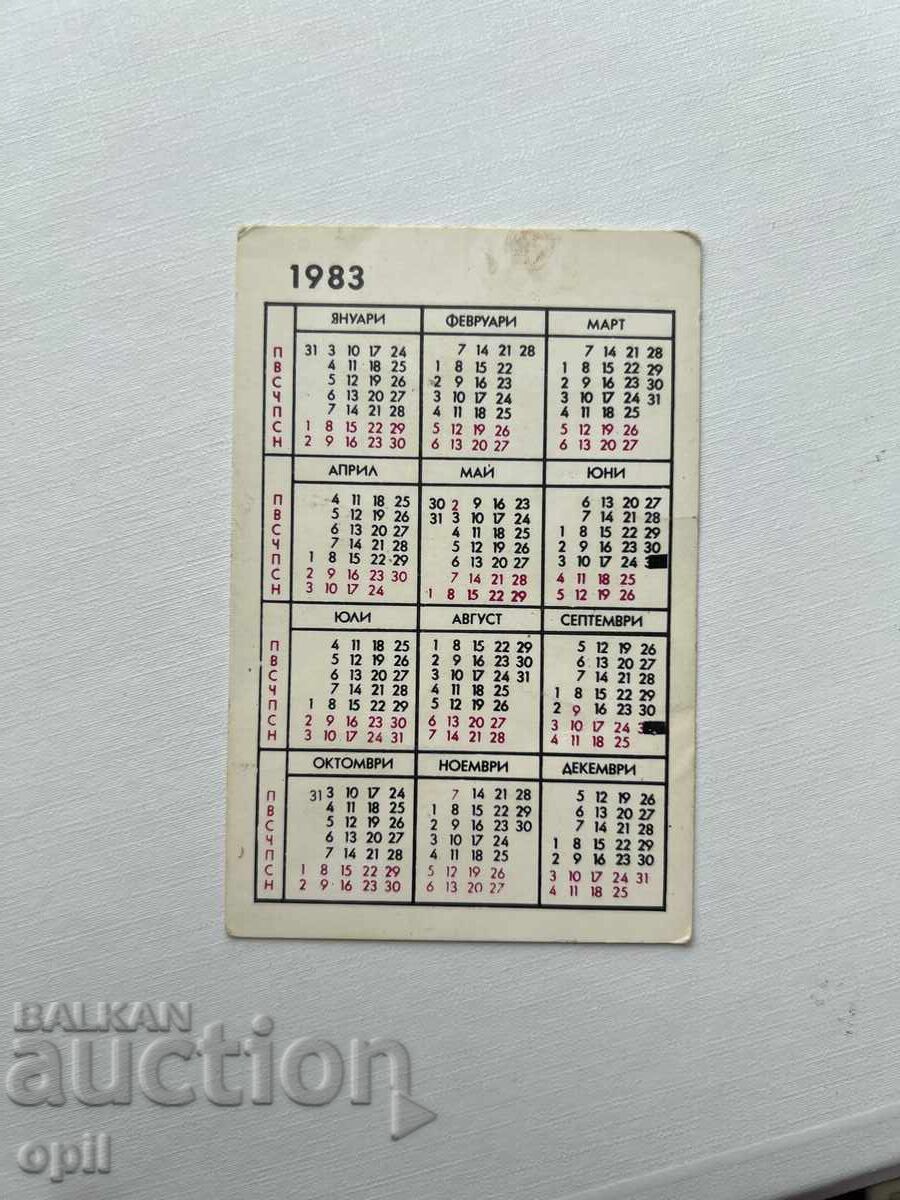 1983
ЯНУАРИ ФЕВРУАРИ МАРТ
П 31 3 10 17 24 7 14 21 28 7 14 21 28
В 4 11 18 25 1 8 15 22 1 8 15 22 29
С 5 12 19 26 2 9 16 23 2 9 16 23 30
Ч 6 13 20 27 3 10 17 24 3 10 17 24 31
П 7 14 21 28 4 11 18 25 4 11 18 25
С 1 8 15 22 29 5 12 19 26 5 12 19 26
Н 2 9 16 23 30 6 13 20 27 6 13 20 27
АПРИЛ МАЙ ЮНИ
П 4 11 18 25 30 2 9 16 23 6 13 20 27
В 5 12 19 26 31 3 10 17 24 7 14 21 28
С 6 13 20 27 4 11 18 25 1 8 15 22 29
Ч 7 14 21 28 5 12 19 26 2 9 16 23 30
П 1 8 15 22 29 6 13 20 27 3 10 17 24
С 2 9 16 23 30 7 14 21 28 4 11 18 25
Н 3 10 17 24 1 8 15 22 29 5 12 19 26
ЮЛИ АВГУСТ СЕПТЕМВРИ
П 4 11 18 25 1 8 15 22 29 5 12 19 26
В 5 12 19 26 2 9 16 23 30 6 13 20 27
С 6 13 20 27 3 10 17 24 31 7 14 21 28
Ч 7 14 21 28 4 11 18 25 1 8 15 22 29
П 1 8 15 22 29 5 12 19 26 2 9 16 23 30
С 2 9 16 23 30 6 13 20 27 3 10 17 24
Н 3 10 17 24 31 7 14 21 28 4 11 18 25
ОКТОМВРИ НОЕМВРИ ДЕКЕМВРИ
П 31 3 10 17 24 7 14 21 28 5 12 19 26
В 4 11 18 25 1 8 15 22 29 6 13 20 27
С 5 12 19 26 2 9 16 23 30 7 14 21 28
Ч 6 13 20 27 3 10 17 24 1 8 15 22 29
П 7 14 21 28 4 11 18 25 2 9 16 23 30
С 1 8 15 22 29 5 12 19 26 3 10 17 24 31
Н 2 9 16 23 30 6 13 20 27 4 11 18 25
BALKAN
auction
opil